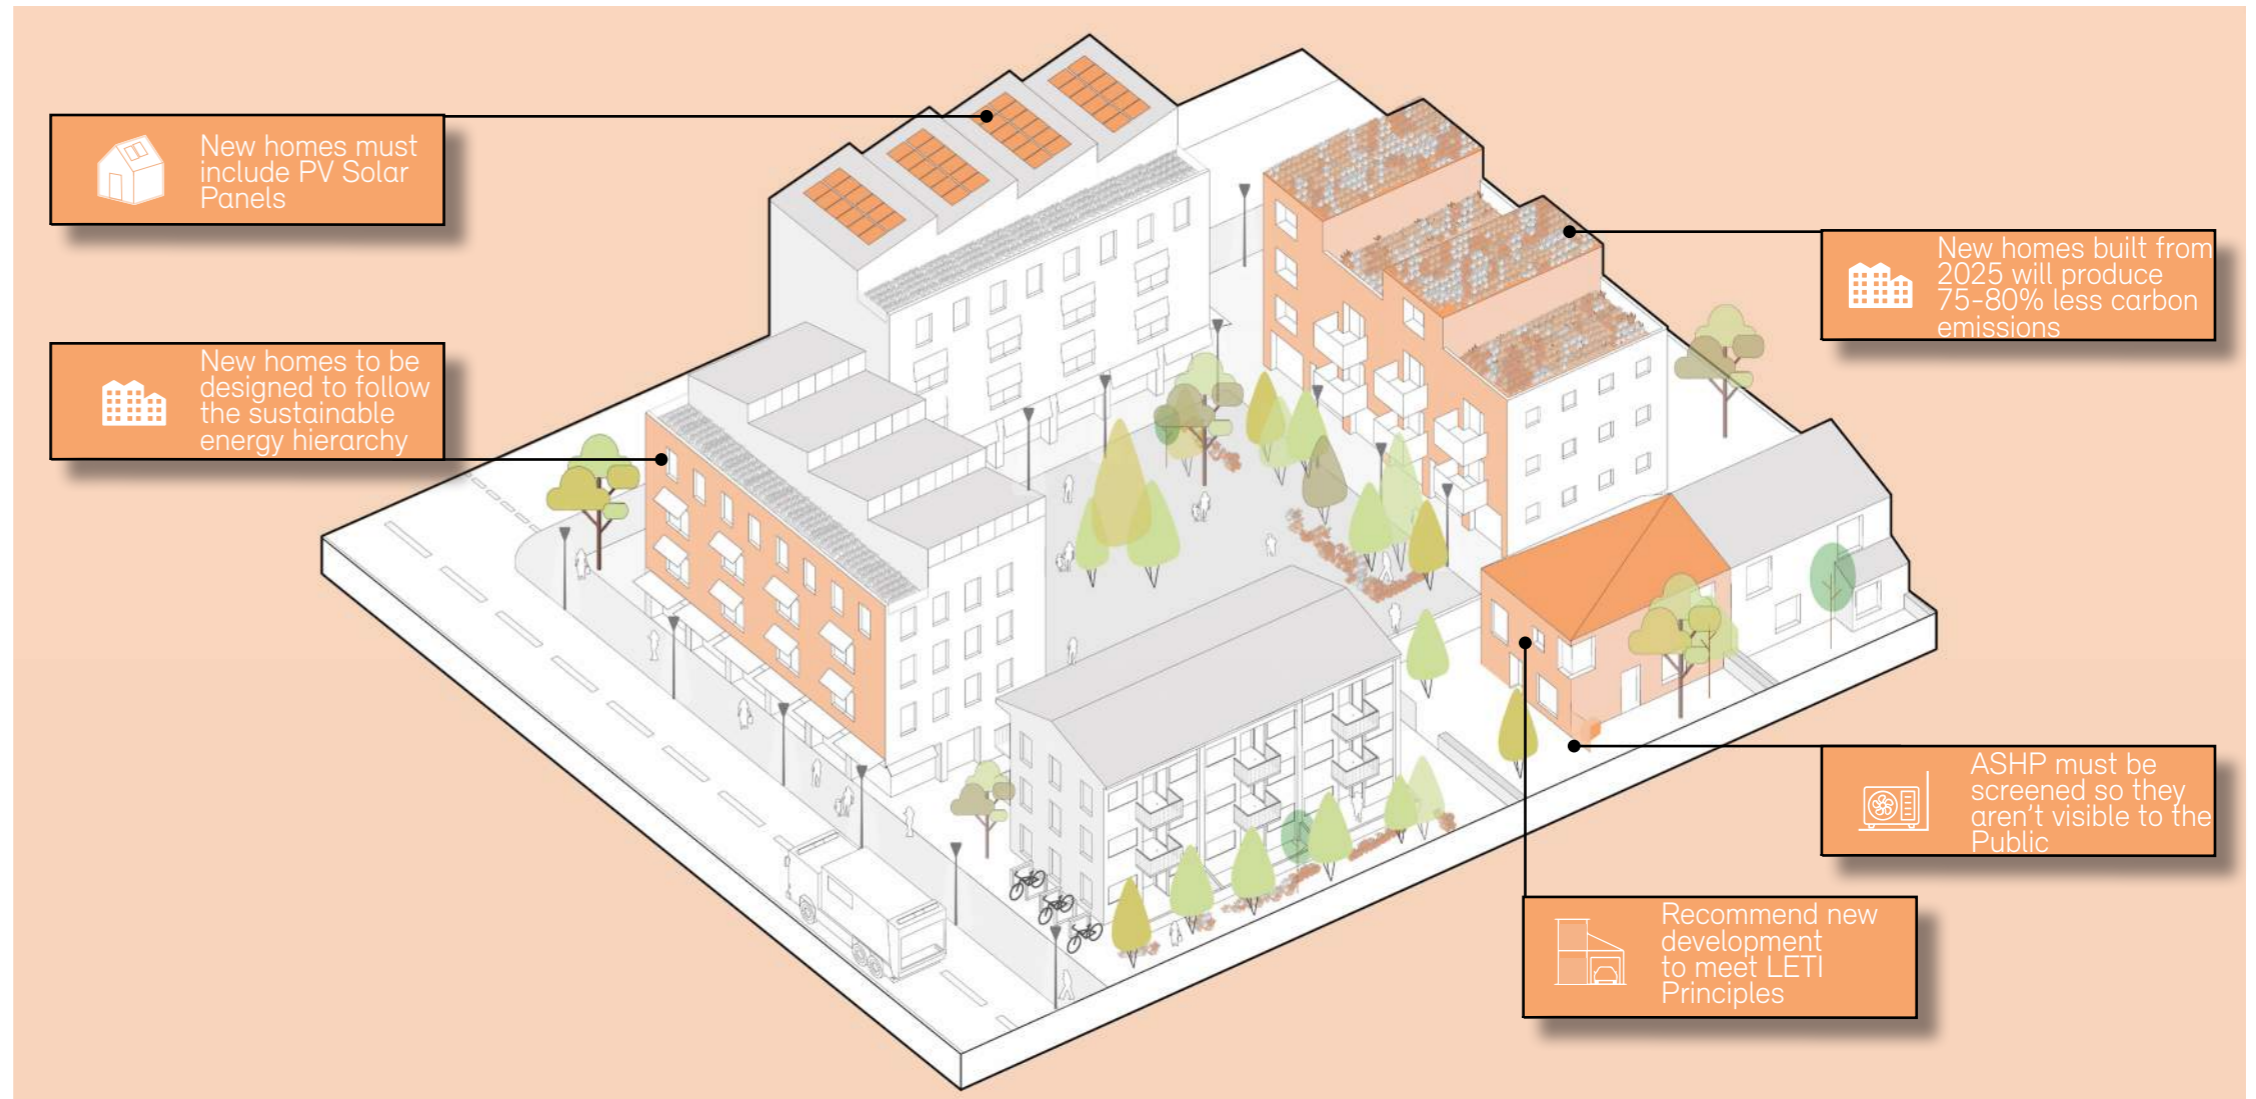 New homes must
include PV Solar
Panels
New homes to be
designed to follow
the sustainable
energy hierarchy
New homes built from
2025 will produce
75-80% less carbon
emissions
ASHP must be
screened so they
aren’t visible to the
Public
Recommend new
development
to meet LETI
Principles